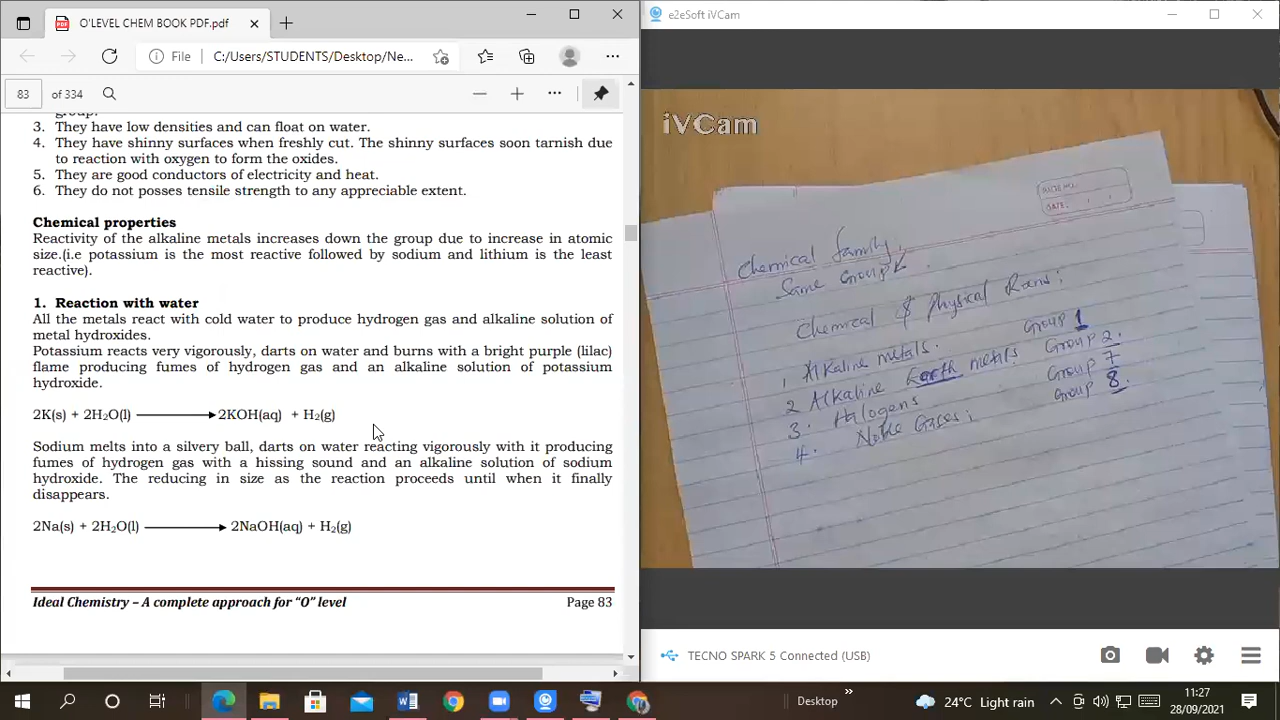 O'LEVEL CHEM BOOK PDF.pdf
File
C:/Users/STUDENTS/Desktop/Ne...
83 of 334
group.
3. They have low densities and can float on water.
4. They have shinny surfaces when freshly cut. The shinny surfaces soon tarnish due
to reaction with oxygen to form the oxides.
5. They are good conductors of electricity and heat.
6. They do not posses tensile strength to any appreciable extent.
Chemical properties
Reactivity of the alkaline metals increases down the group due to increase in atomic
size.(i.e potassium is the most reactive followed by sodium and lithium is the least
reactive).
1. Reaction with water
All the metals react with cold water to produce hydrogen gas and alkaline solution of
metal hydroxides.
Potassium reacts very vigorously, darts on water and burns with a bright purple (lilac)
flame producing fumes of hydrogen gas and an alkaline solution of potassium
hydroxide.
2K(s) + 2H₂O(l) ⟶ 2KOH(aq) + H₂(g)
Sodium melts into a silvery ball, darts on water reacting vigorously with it producing
fumes of hydrogen gas with a hissing sound and an alkaline solution of sodium
hydroxide. The reducing in size as the reaction proceeds until when it finally
disappears.
2Na(s) + 2H₂O(l) ⟶ 2NaOH(aq) + H₂(g)
Ideal Chemistry – A complete approach for "O" level Page 83
e2eSoft iVCam
iVCam
PAGE NO.
DATE:
Chemical family,
Same Group
Chemical & Physical
1, Alkaline metals. Group 1
2 Alkaline Earth metals Group 2.
3. Halogens Group 7
4. Noble Gases; Group 8.
TECNO SPARK 5 Connected (USB)
Desktop
24°C Light rain
11:27
28/09/2021